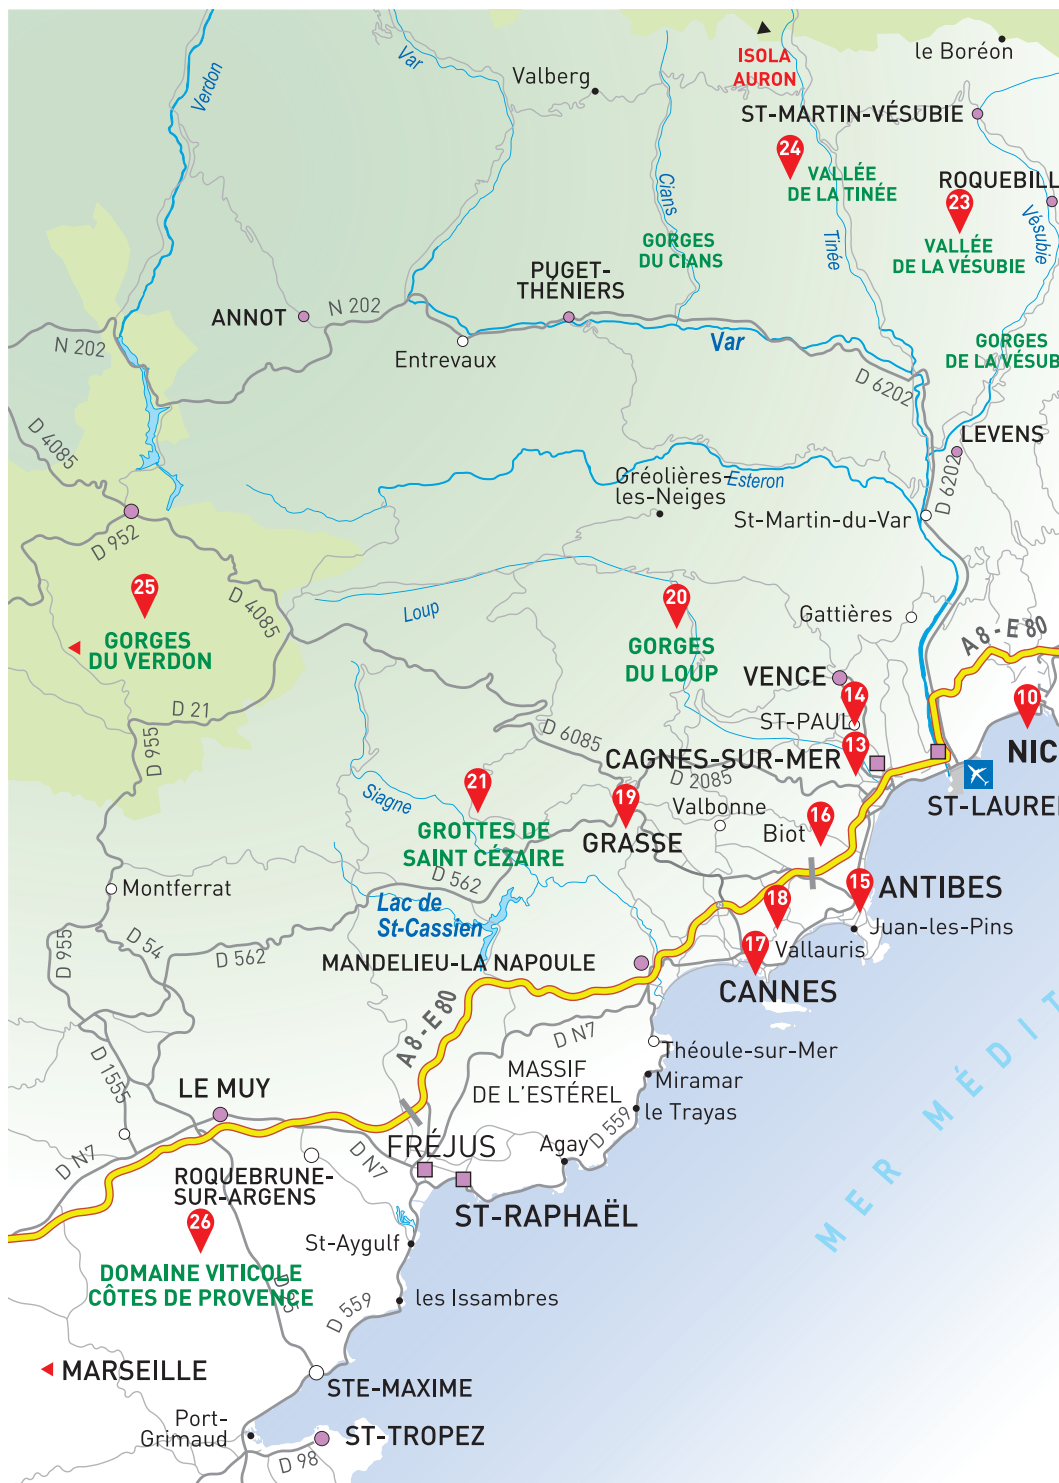 Verdon
Var
Valberg
ISOLA
AURON
le Boréon
ST-MARTIN-VÉSUBIE
24
VALLÉE
DE LA TINÉE
ROQUEBILL
23
VALLÉE
DE LA VÉSUBIE
Vésubie
Cians
Tinée
GORGES
DU CIANS
PUGET-
THÉNIERS
ANNOT
N 202
N 202
Entrevaux
Var
GORGES
DE LA VÉSUB
D 6202
D 4085
LEVENS
D 6202
Gréolières-
les-Neiges
Esteron
St-Martin-du-Var
D 952
25
GORGES
DU VERDON
D 4085
Loup
20
GORGES
DU LOUP
Gattières
A 8 - E 80
VENCE
14
ST-PAUL
10
NIC
D 21
D 955
D 6085
13
CAGNES-SUR-MER
D 2085
ST-LAURE
Siagne
21
GROTTES DE
SAINT CÉZAIRE
19
GRASSE
Valbonne
16
Biot
D 562
Montferrat
Lac de
St-Cassien
15
ANTIBES
18
Juan-les-Pins
Vallauris
17
CANNES
D 955
D 54
D 562
MANDELIEU-LA NAPOULE
A 8 - E 80
D N7
Théoule-sur-Mer
MASSIF
DE L'ESTÉREL
Miramar
le Trayas
D 559
Agay
D 1555
LE MUY
D N7
D N7
FRÉJUS
ROQUEBRUNE-
SUR-ARGENS
ST-RAPHAËL
26
St-Aygulf
DOMAINE VITICOLE
CÔTES DE PROVENCE
D 25
D 559
les Issambres
MER MÉDIT
MARSEILLE
STE-MAXIME
Port-
Grimaud
ST-TROPEZ
D 98